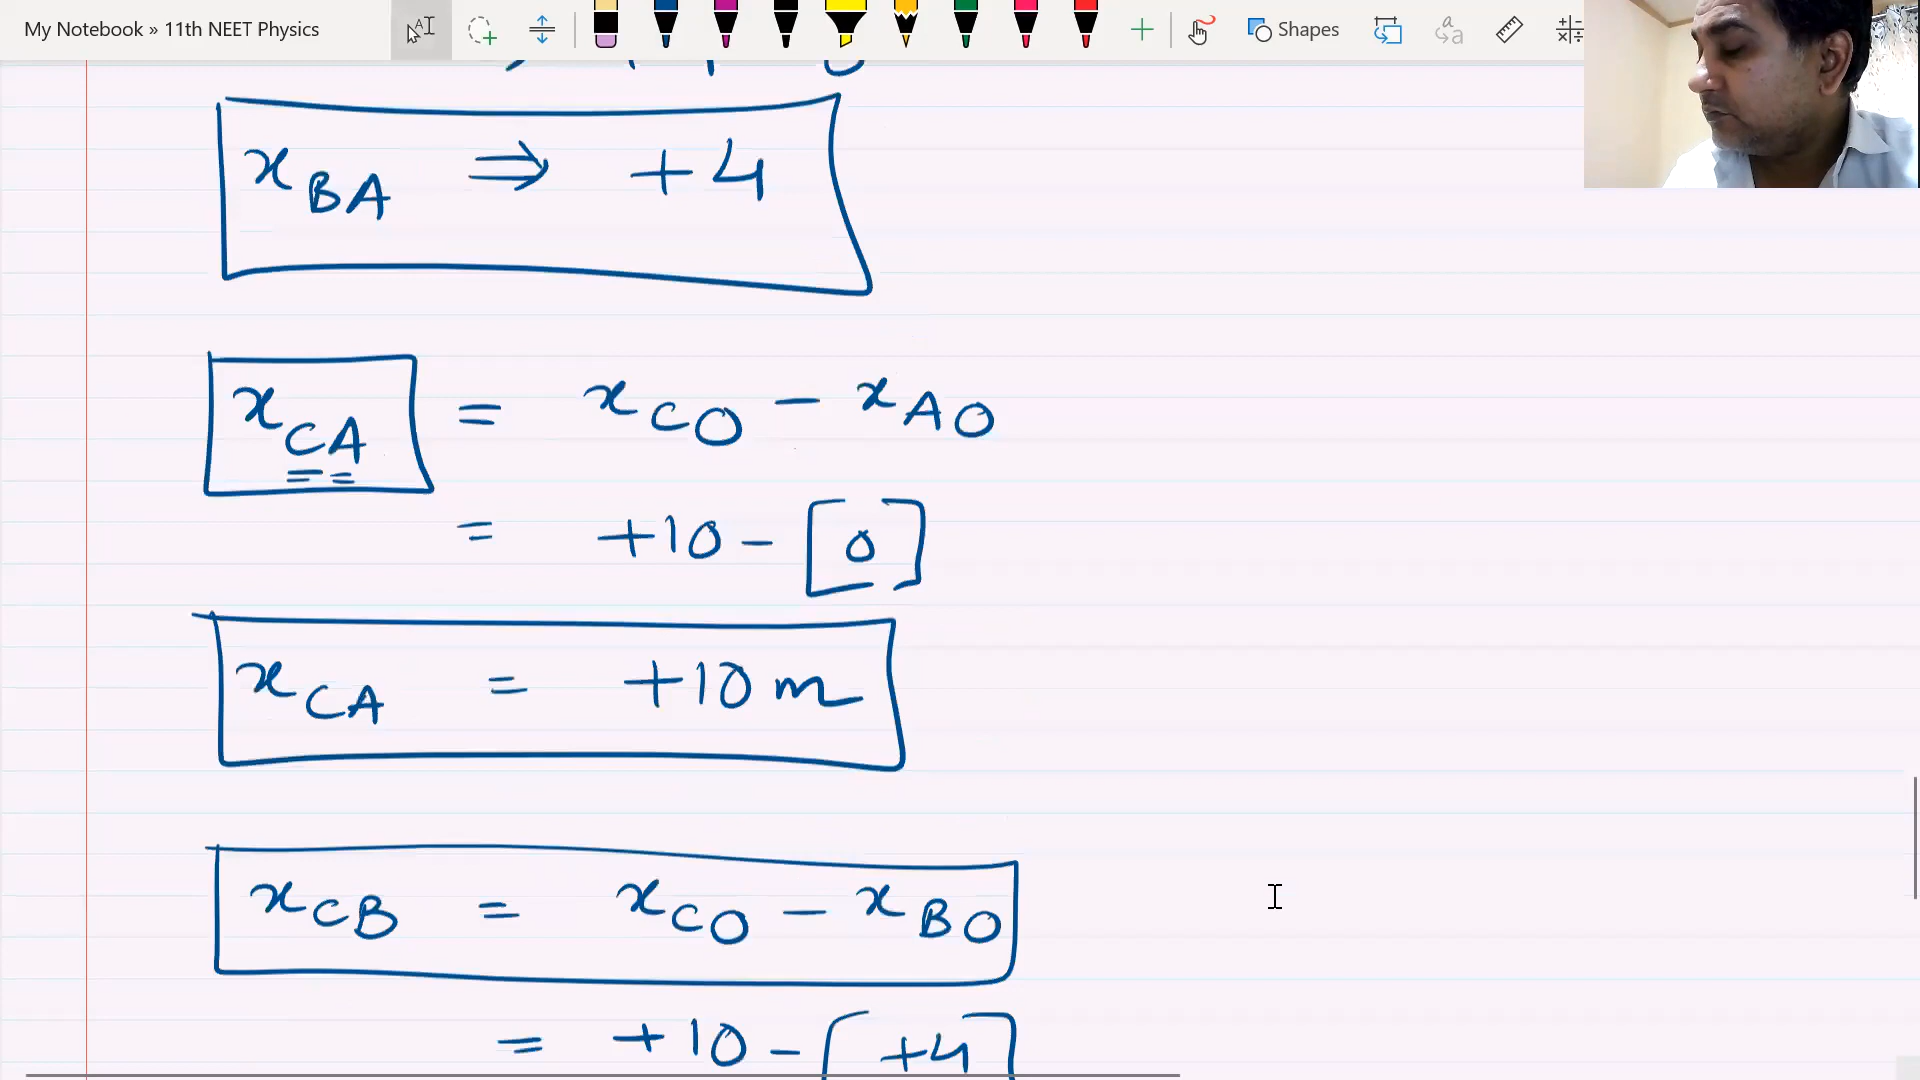 My Notebook » 11th NEET Physics
Shapes
x_BA ⇒ +4
x_CA = x_CO − x_AO
= +10 − [0]
x_CA = +10 m
x_CB = x_CO − x_BO
= +10 − [+4]